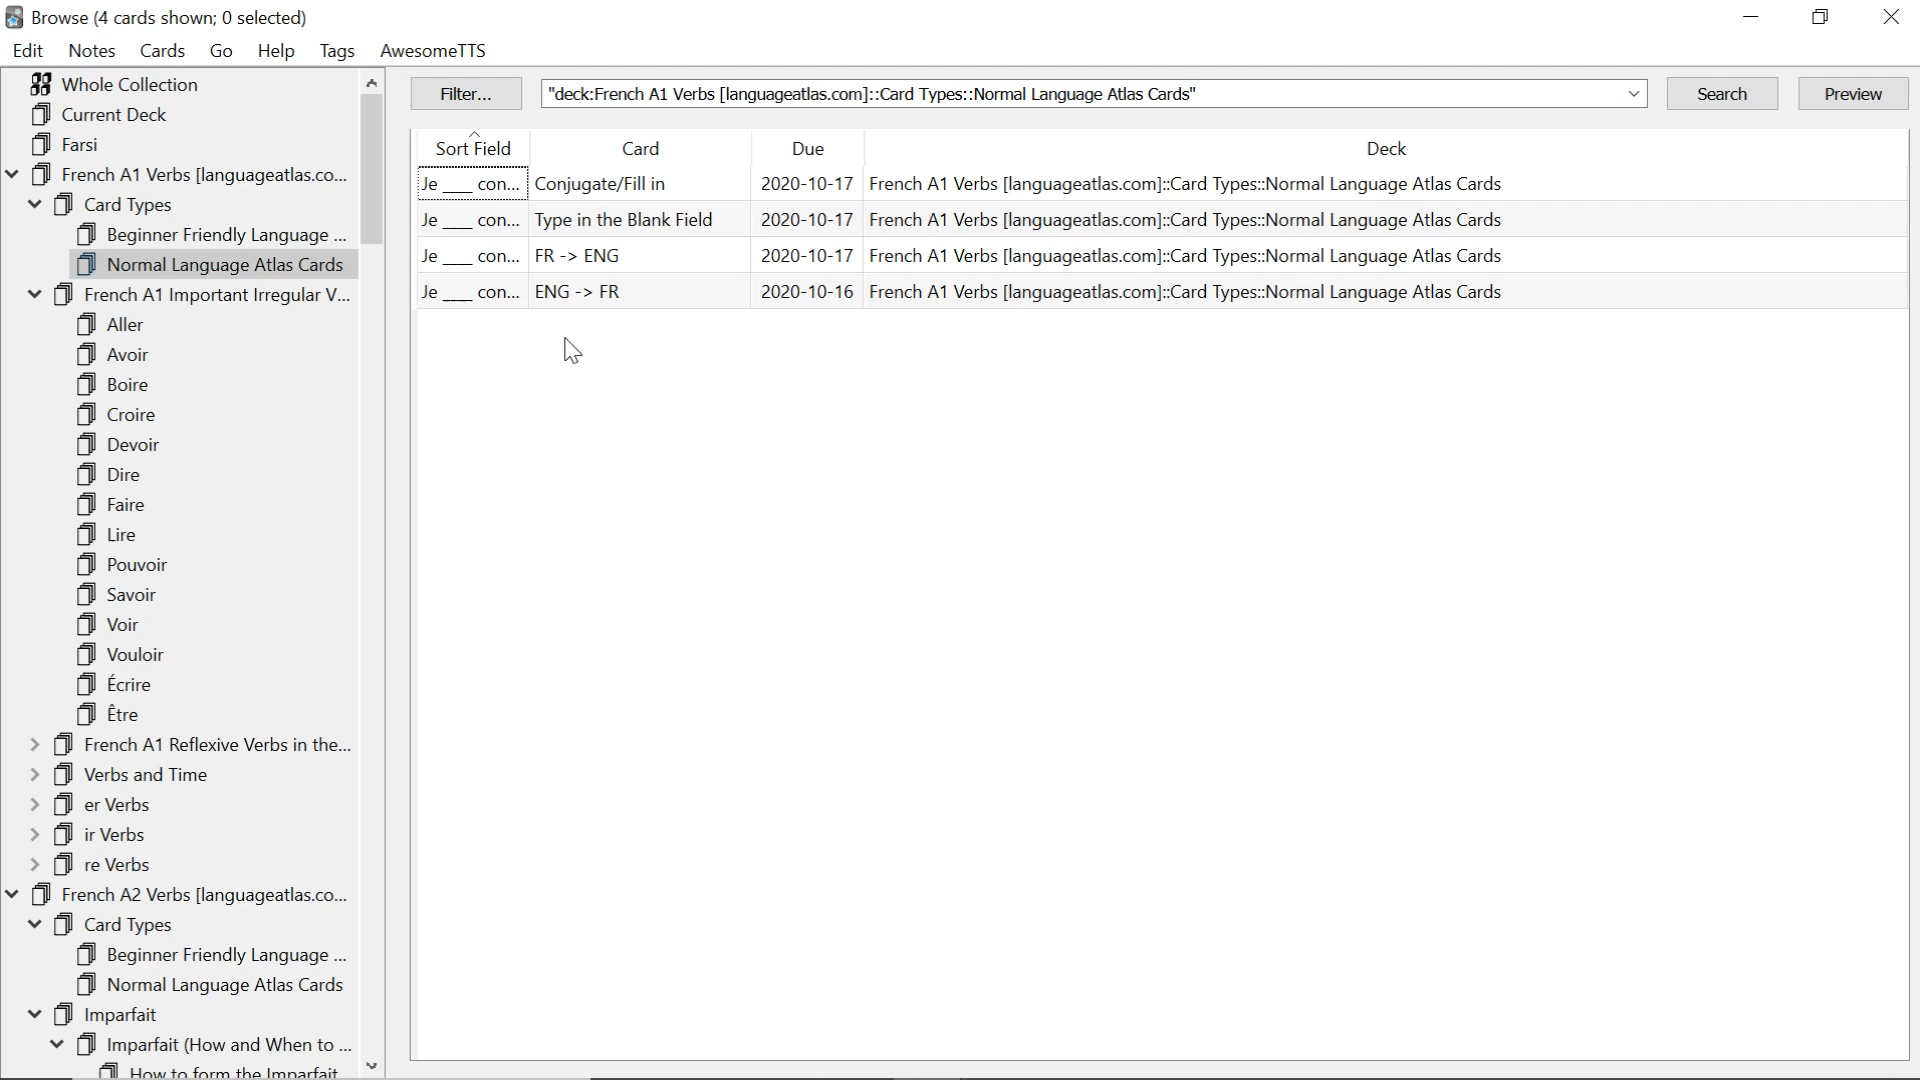 Browse (4 cards shown; 0 selected)
Edit Notes Cards Go Help Tags AwesomeTTS
Whole Collection
Current Deck
Farsi
French A1 Verbs [languageatlas.co...
Card Types
Beginner Friendly Language ...
Normal Language Atlas Cards
French A1 Important Irregular V...
Aller
Avoir
Boire
Croire
Devoir
Dire
Faire
Lire
Pouvoir
Savoir
Voir
Vouloir
Écrire
Être
French A1 Reflexive Verbs in the...
Verbs and Time
er Verbs
ir Verbs
re Verbs
French A2 Verbs [languageatlas.co...
Card Types
Beginner Friendly Language ...
Normal Language Atlas Cards
Imparfait
Imparfait (How and When to ...
How to form the Imparfait
Filter... "deck:French A1 Verbs [languageatlas.com]::Card Types::Normal Language Atlas Cards" Search Preview
Sort Field Card Due Deck
Je ___ con... Conjugate/Fill in 2020-10-17 French A1 Verbs [languageatlas.com]::Card Types::Normal Language Atlas Cards
Je ___ con... Type in the Blank Field 2020-10-17 French A1 Verbs [languageatlas.com]::Card Types::Normal Language Atlas Cards
Je ___ con... FR -> ENG 2020-10-17 French A1 Verbs [languageatlas.com]::Card Types::Normal Language Atlas Cards
Je ___ con... ENG -> FR 2020-10-16 French A1 Verbs [languageatlas.com]::Card Types::Normal Language Atlas Cards